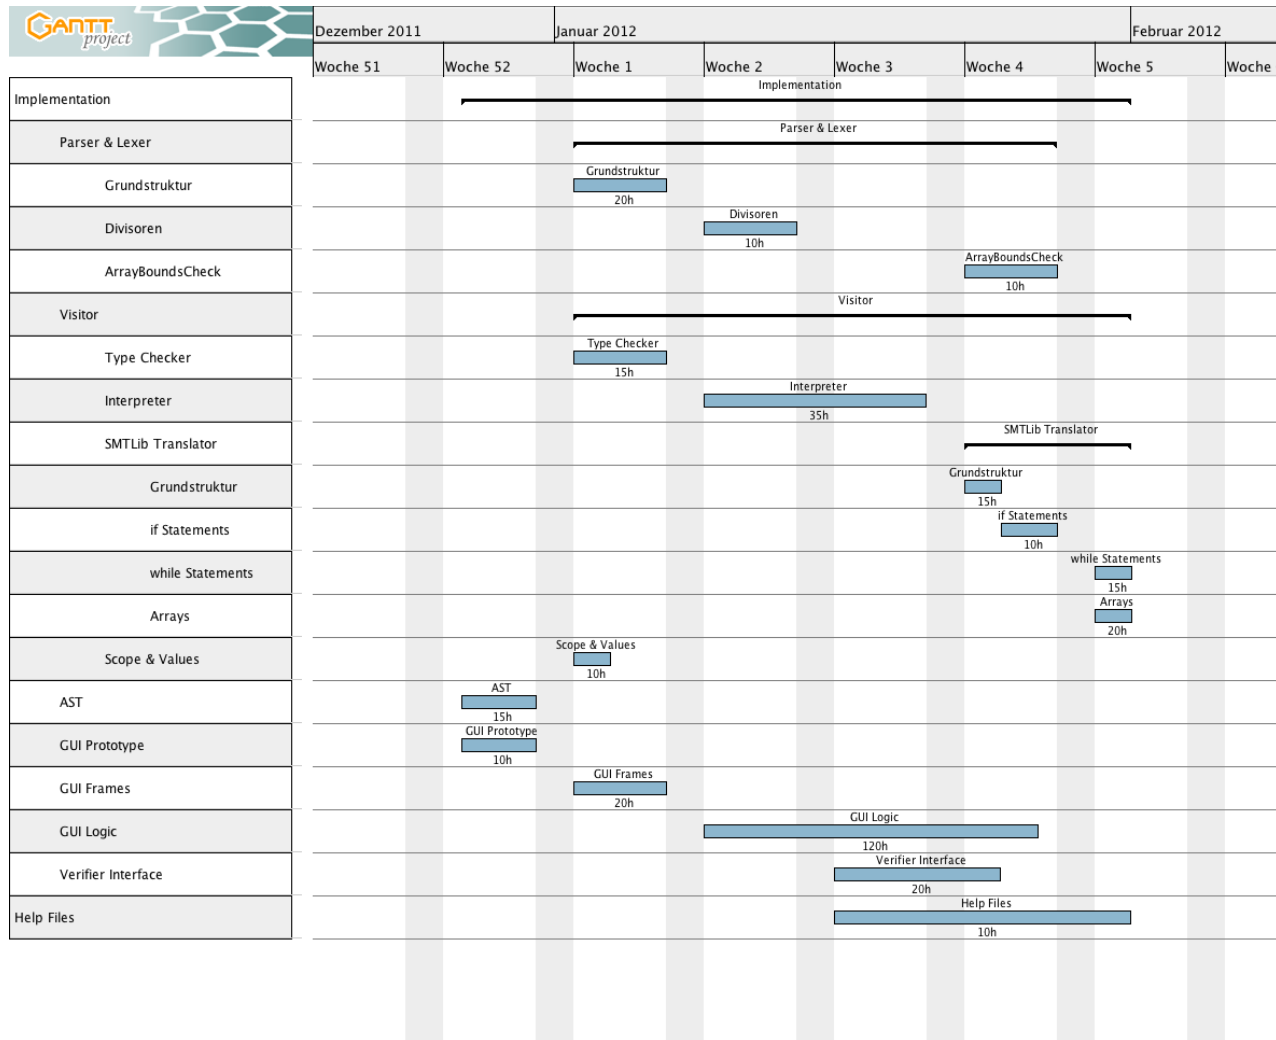 GANTT
project
Dezember 2011
Januar 2012
Februar 2012
Woche 51
Woche 52
Woche 1
Woche 2
Woche 3
Woche 4
Woche 5
Woche
Implementation
Implementation
Parser & Lexer
Parser & Lexer
Grundstruktur
Grundstruktur
20h
Divisoren
Divisoren
10h
ArrayBoundsCheck
ArrayBoundsCheck
10h
Visitor
Visitor
Type Checker
Type Checker
15h
Interpreter
Interpreter
35h
SMTLib Translator
SMTLib Translator
Grundstruktur
Grundstruktur
15h
if Statements
if Statements
10h
while Statements
while Statements
15h
Arrays
Arrays
20h
Scope & Values
Scope & Values
10h
AST
AST
15h
GUI Prototype
GUI Prototype
10h
GUI Frames
GUI Frames
20h
GUI Logic
GUI Logic
120h
Verifier Interface
Verifier Interface
20h
Help Files
Help Files
10h